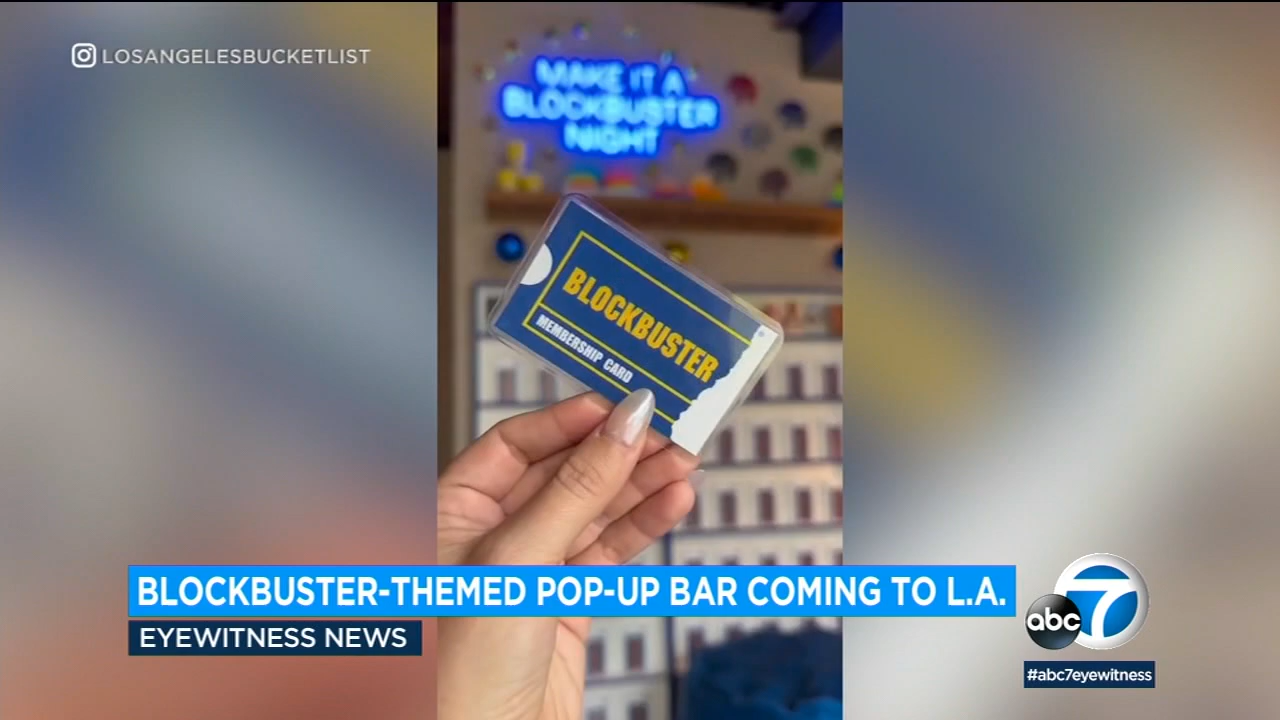 LOSANGELESBUCKETLIST
MAKE IT A
BLOCKBUSTER
NIGHT
BLOCKBUSTER
MEMBERSHIP CARD
BLOCKBUSTER-THEMED POP-UP BAR COMING TO L.A.
EYEWITNESS NEWS
abc 7
#abc7eyewitness